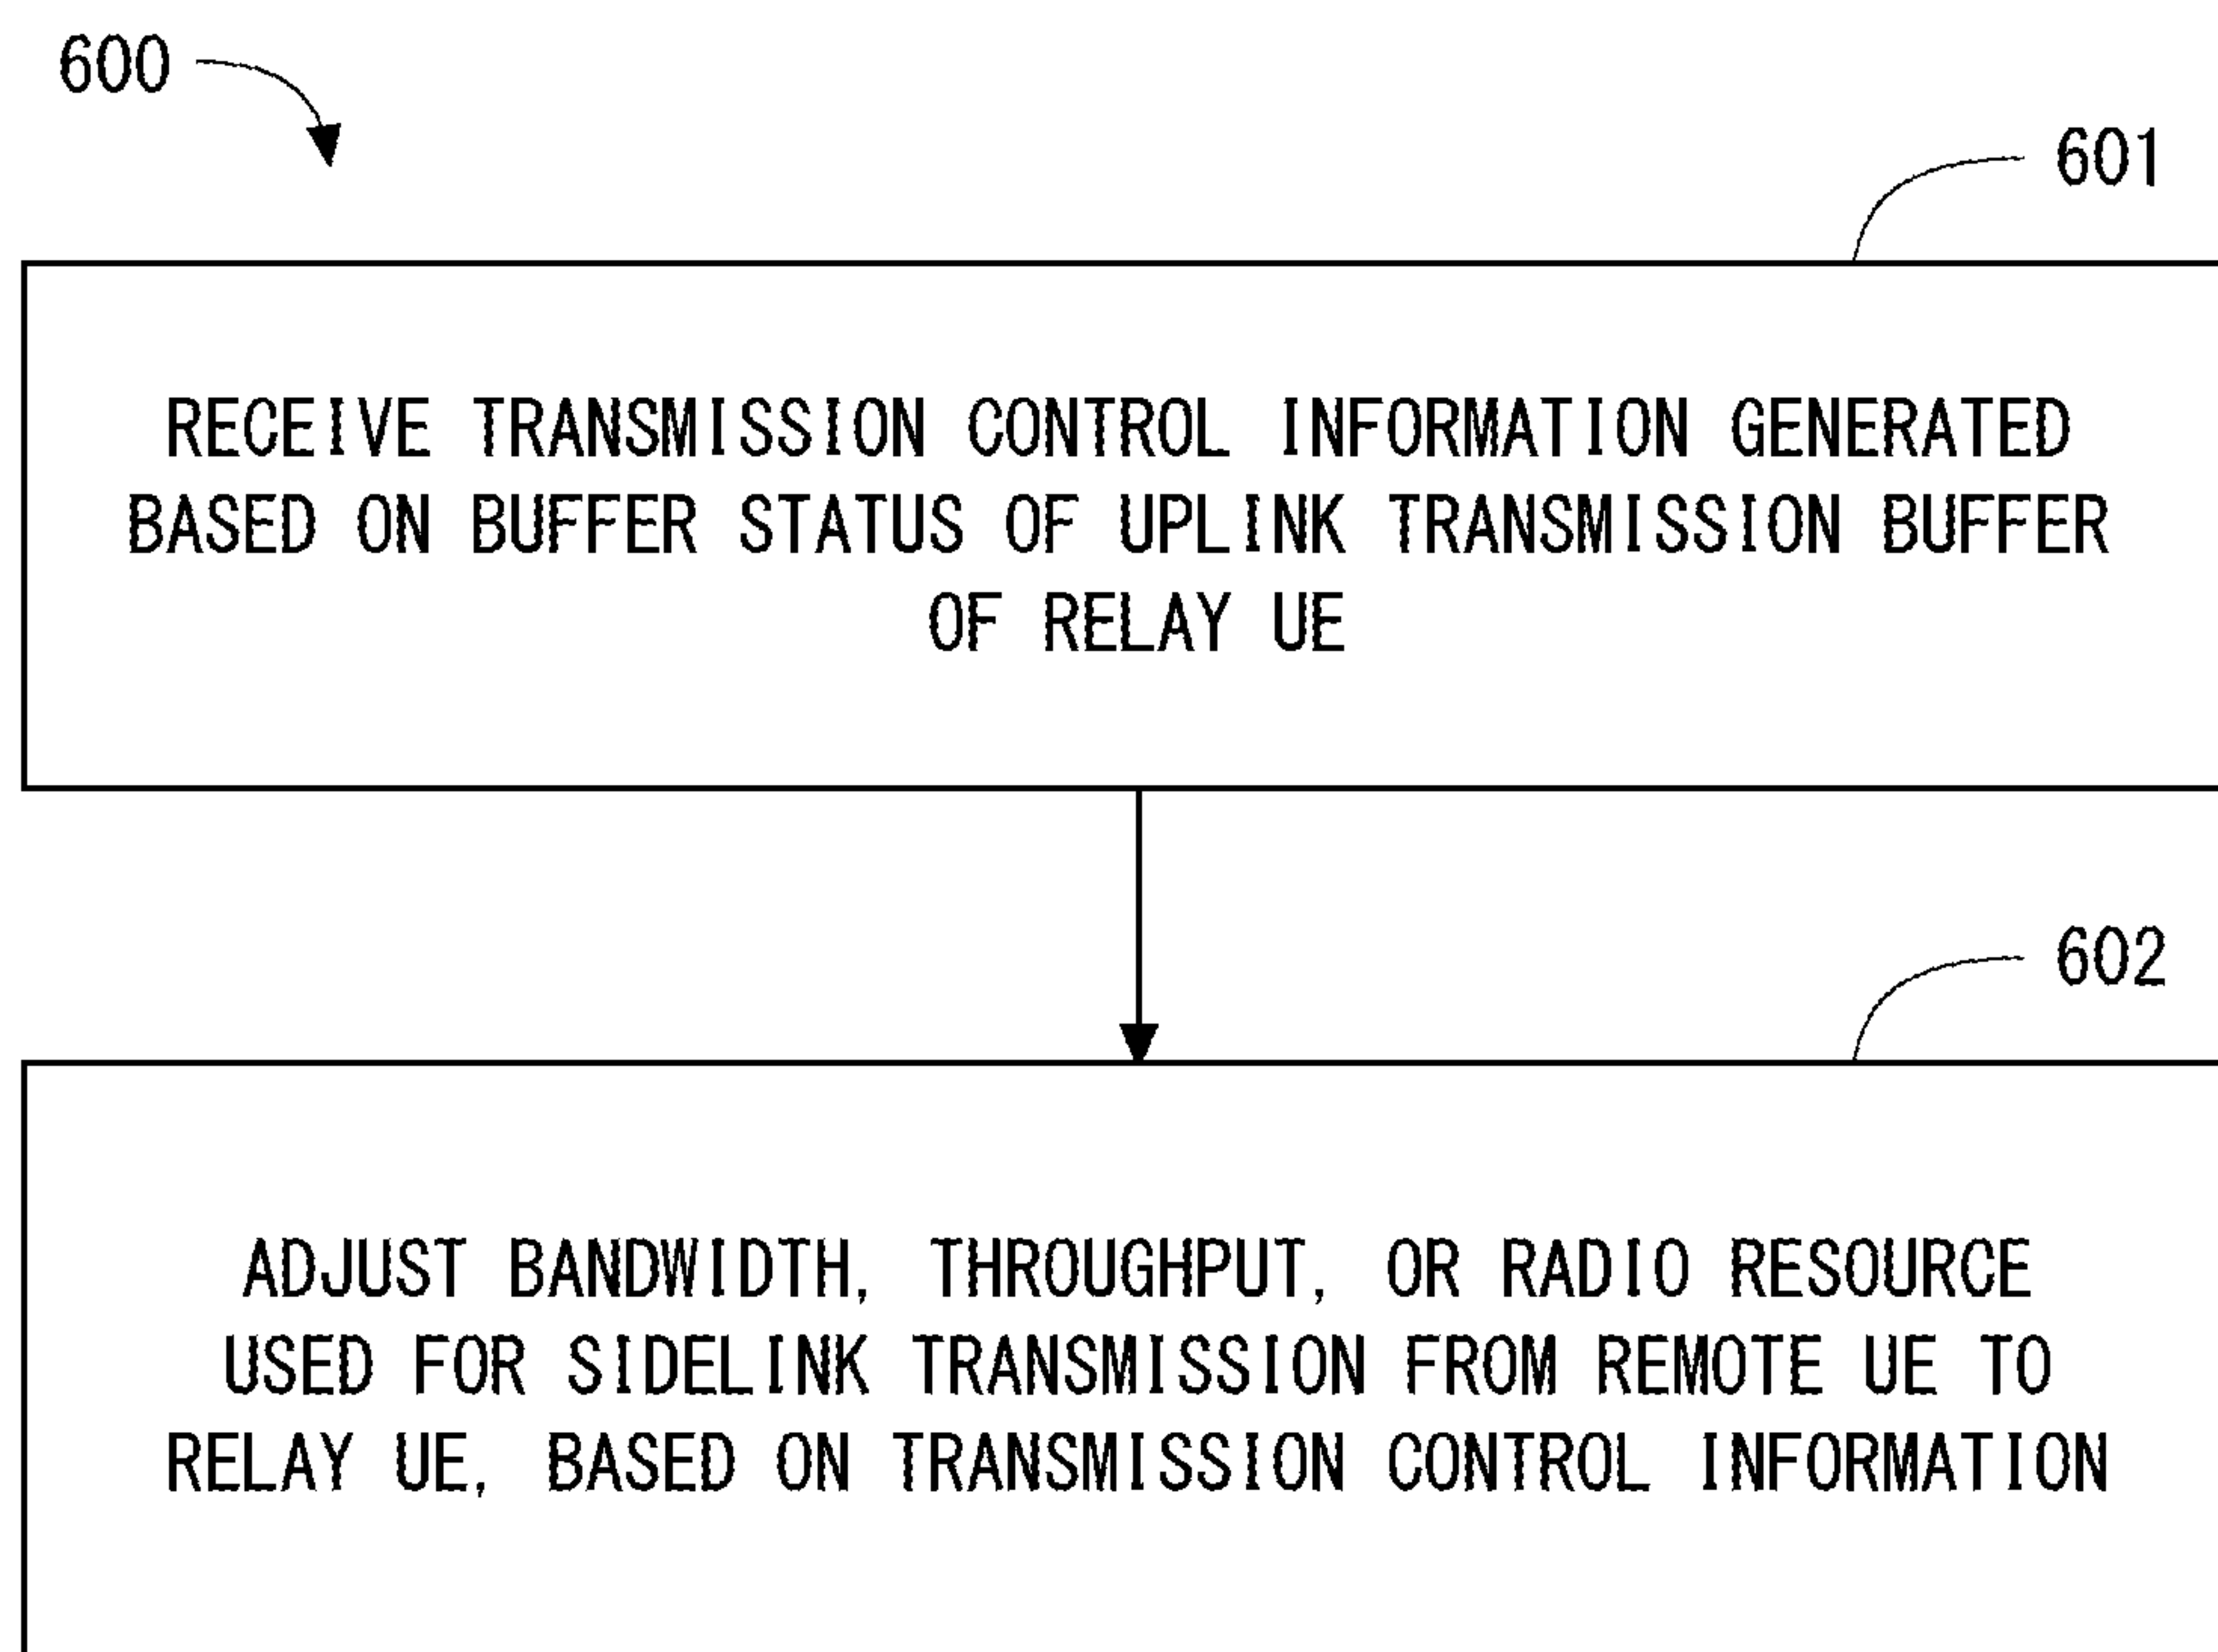 600
601
RECEIVE TRANSMISSION CONTROL INFORMATION GENERATED
BASED ON BUFFER STATUS OF UPLINK TRANSMISSION BUFFER
OF RELAY UE
602
ADJUST BANDWIDTH, THROUGHPUT, OR RADIO RESOURCE
USED FOR SIDELINK TRANSMISSION FROM REMOTE UE TO
RELAY UE, BASED ON TRANSMISSION CONTROL INFORMATION